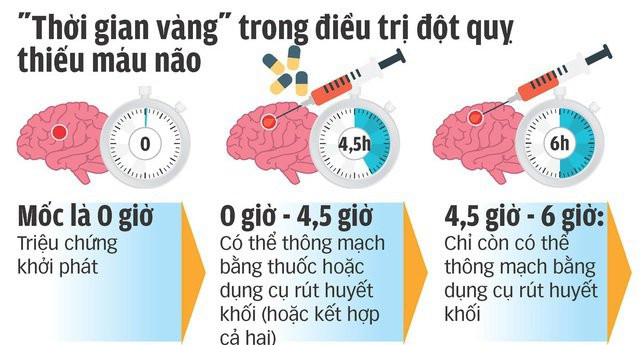 "Thời gian vàng" trong điều trị đột quỵ
thiếu máu não
0
4,5h
6h
Mốc là 0 giờ
Triệu chứng
khởi phát
0 giờ - 4,5 giờ
Có thể thông mạch
bằng thuốc hoặc
dụng cụ rút huyết
khối (hoặc kết hợp
cả hai)
4,5 giờ - 6 giờ:
Chỉ còn có thể
thông mạch bằng
dụng cụ rút huyết
khối